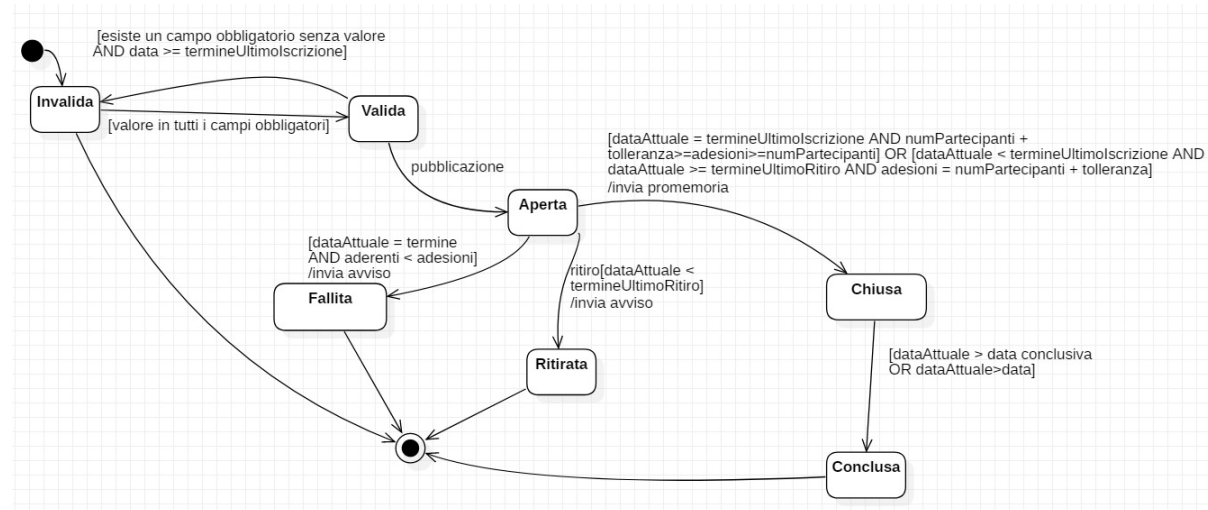 [esiste un campo obbligatorio senza valore
AND data >= termineUltimoIscrizione]
Invalida
Valida
[valore in tutti i campi obbligatori]
pubblicazione
[dataAttuale = termineUltimoIscrizione AND numPartecipanti +
tolleranza>=adesioni>=numPartecipanti] OR [dataAttuale < termineUltimoIscrizione AND
dataAttuale >= termineUltimoRitiro AND adesioni = numPartecipanti + tolleranza]
/invia promemoria
Aperta
[dataAttuale = termine
AND aderenti < adesioni]
/invia avviso
ritiro[dataAttuale <
termineUltimoRitiro]
/invia avviso
Fallita
Chiusa
Ritirata
[dataAttuale > data conclusiva
OR dataAttuale>data]
Conclusa